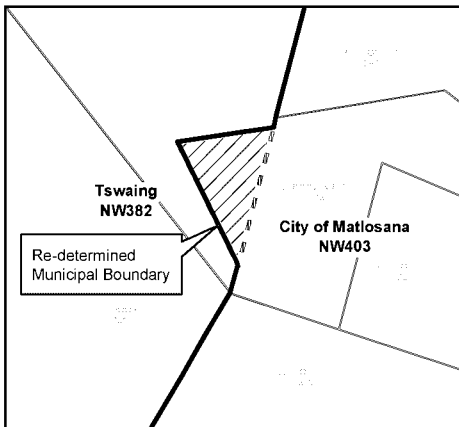 Tswaing
NW382
City of Matlosana
NW403
Re-determined
Municipal Boundary